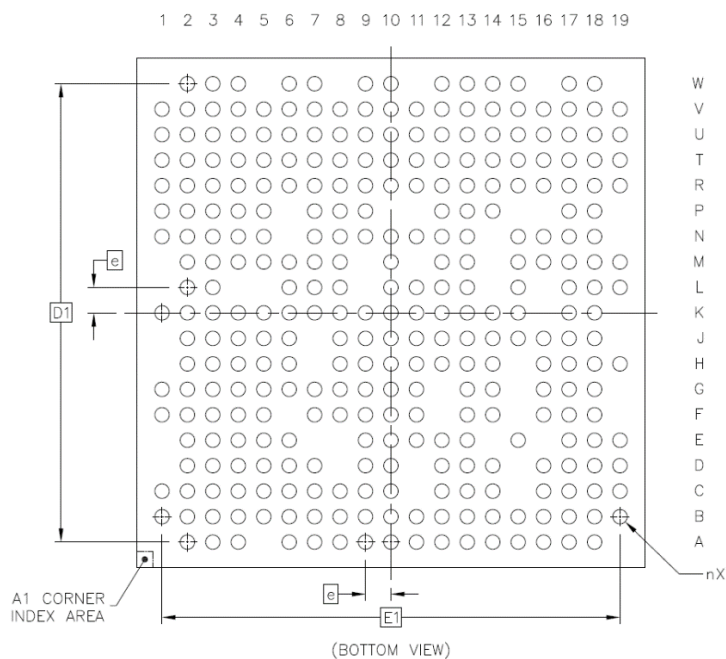 1 2 3 4 5 6 7 8 9 10 11 12 13 14 15 16 17 18 19
W
V
U
T
R
P
N
M
e
L
D1
K
J
H
G
F
E
D
C
B
A
nX
e
A1 CORNER
INDEX AREA
E1
(BOTTOM VIEW)